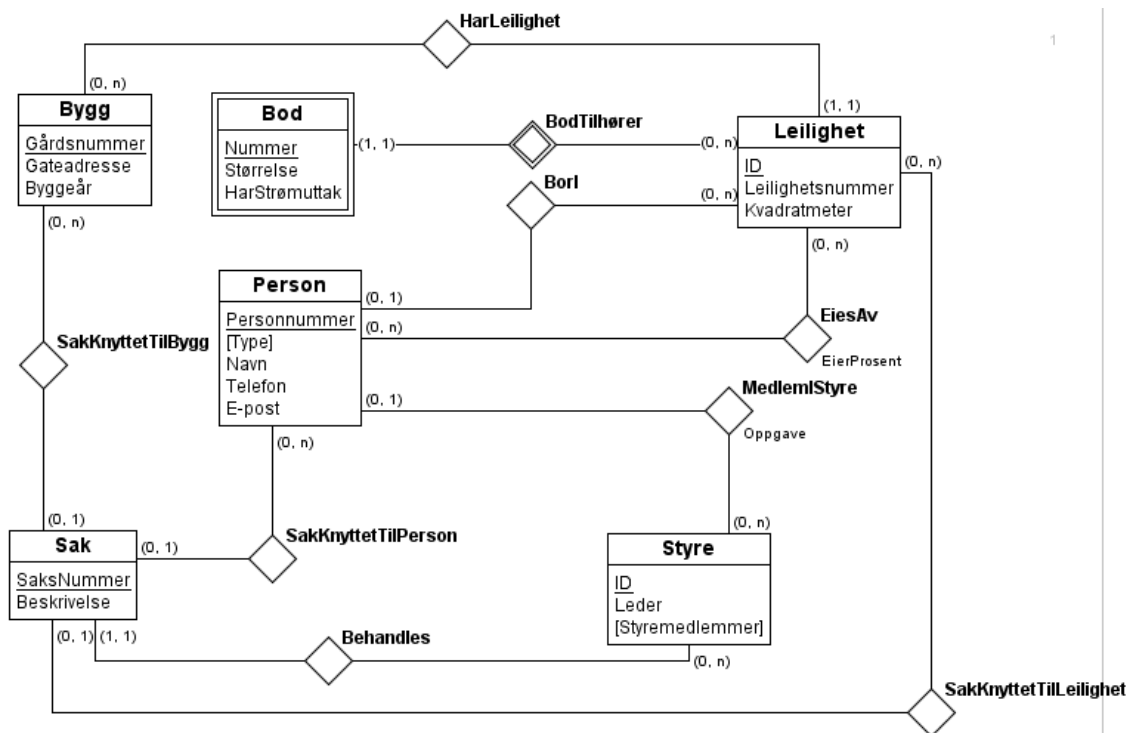 HarLeilighet
1
(0, n)
(1, 1)
Bygg
Gårdsnummer
Gateadresse
Byggeår
(0, n)
Bod
Nummer
Størrelse
HarStrømuttak
(1, 1)
BodTilhører
(0, n)
Leilighet
ID
Leilighetsnummer
Kvadratmeter
(0, n)
BorI
(0, n)
(0, n)
Person
Personnummer
[Type]
Navn
Telefon
E-post
(0, 1)
(0, n)
(0, 1)
(0, n)
EiesAv
EierProsent
SakKnyttetTilBygg
MedlemIStyre
Oppgave
(0, 1)
Sak
SaksNummer
Beskrivelse
(0, 1)
SakKnyttetTilPerson
(0, n)
Styre
ID
Leder
[Styremedlemmer]
(0, 1)
(1, 1)
Behandles
(0, n)
SakKnyttetTilLeilighet